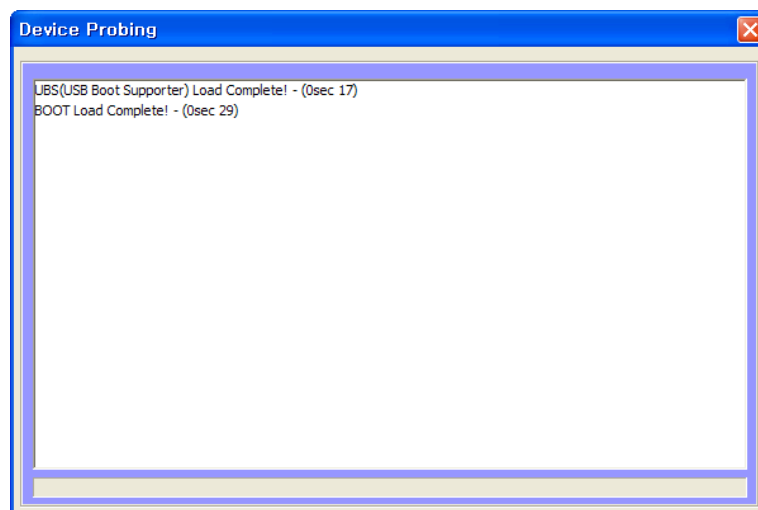 Device Probing
UBS(USB Boot Supporter) Load Complete! - (0sec 17)
BOOT Load Complete! - (0sec 29)